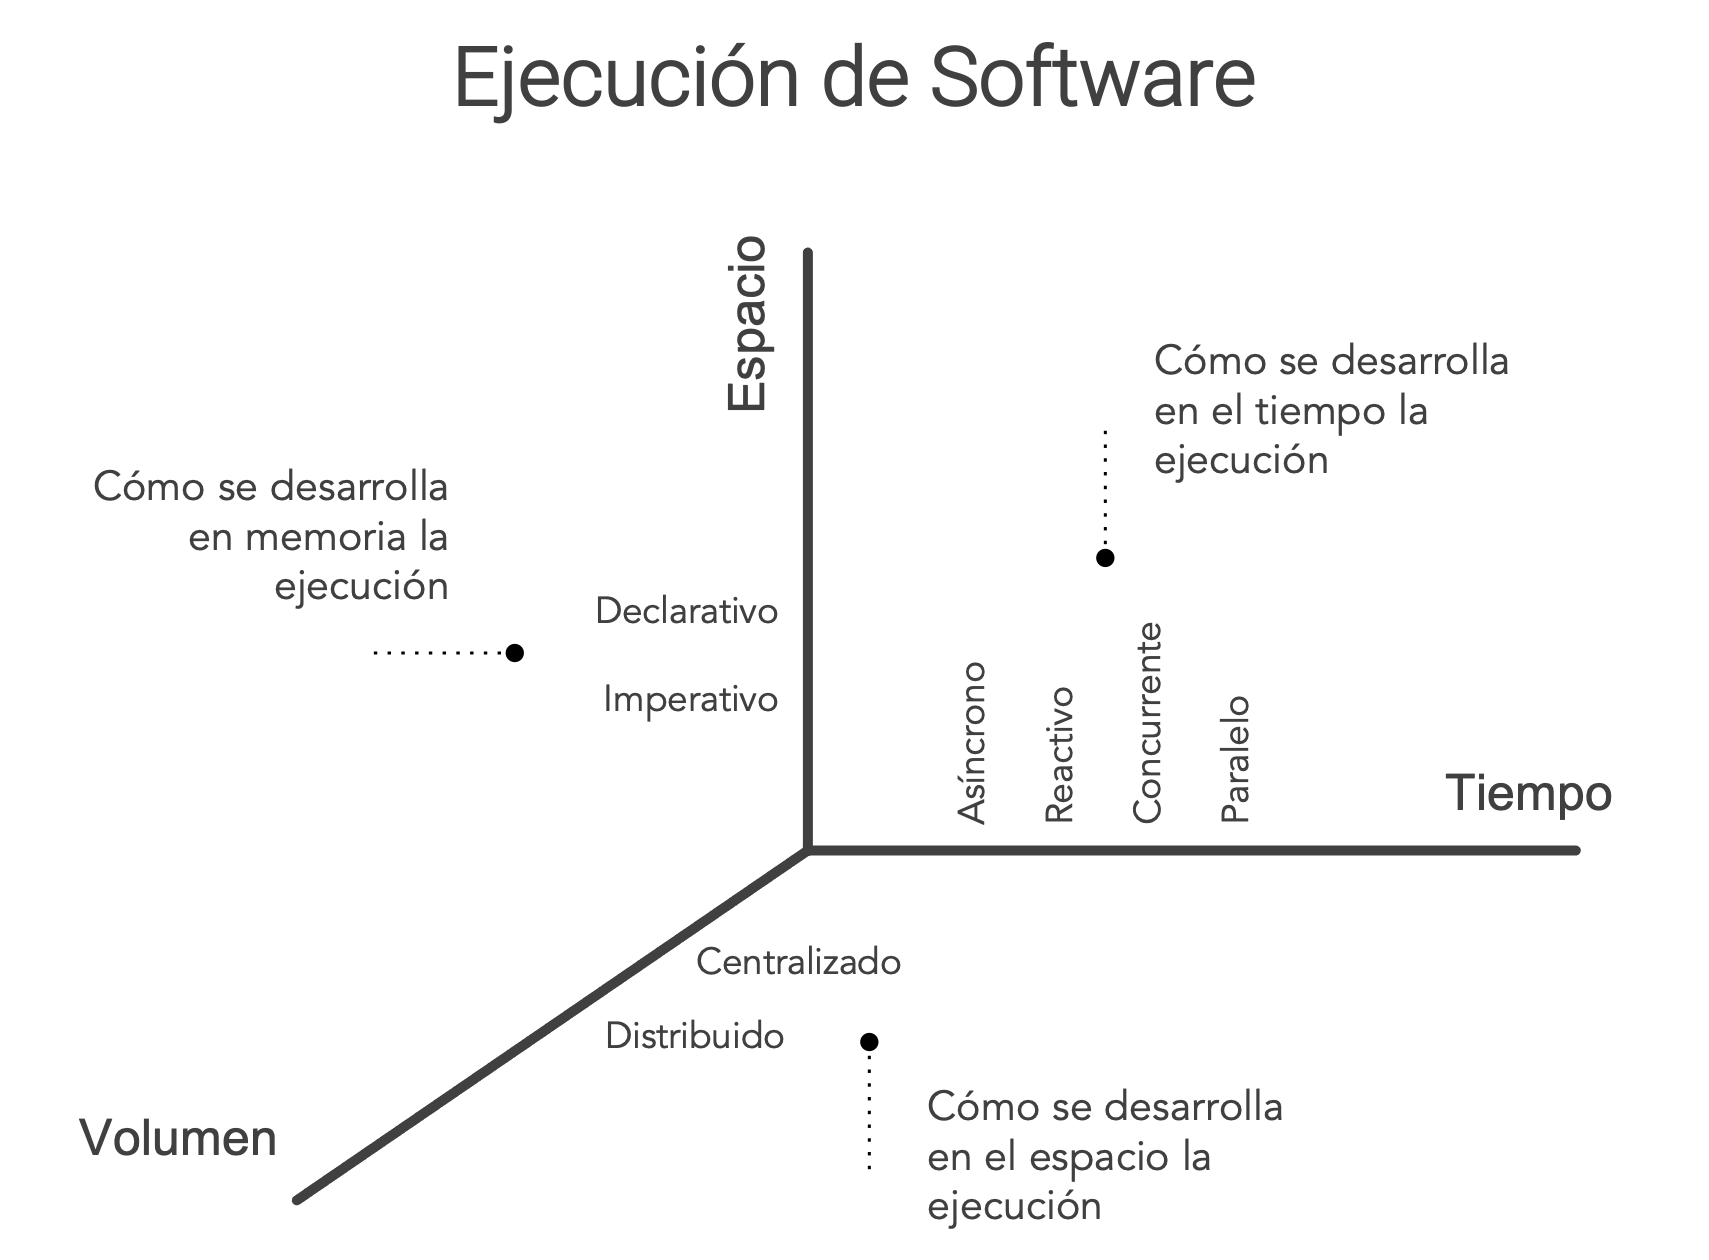 Ejecución de Software
Espacio
Cómo se desarrolla
en el tiempo la
ejecución
Cómo se desarrolla
en memoria la
ejecución
Declarativo
Imperativo
Asíncrono
Reactivo
Concurrente
Paralelo
Tiempo
Centralizado
Distribuido
Volumen
Cómo se desarrolla
en el espacio la
ejecución